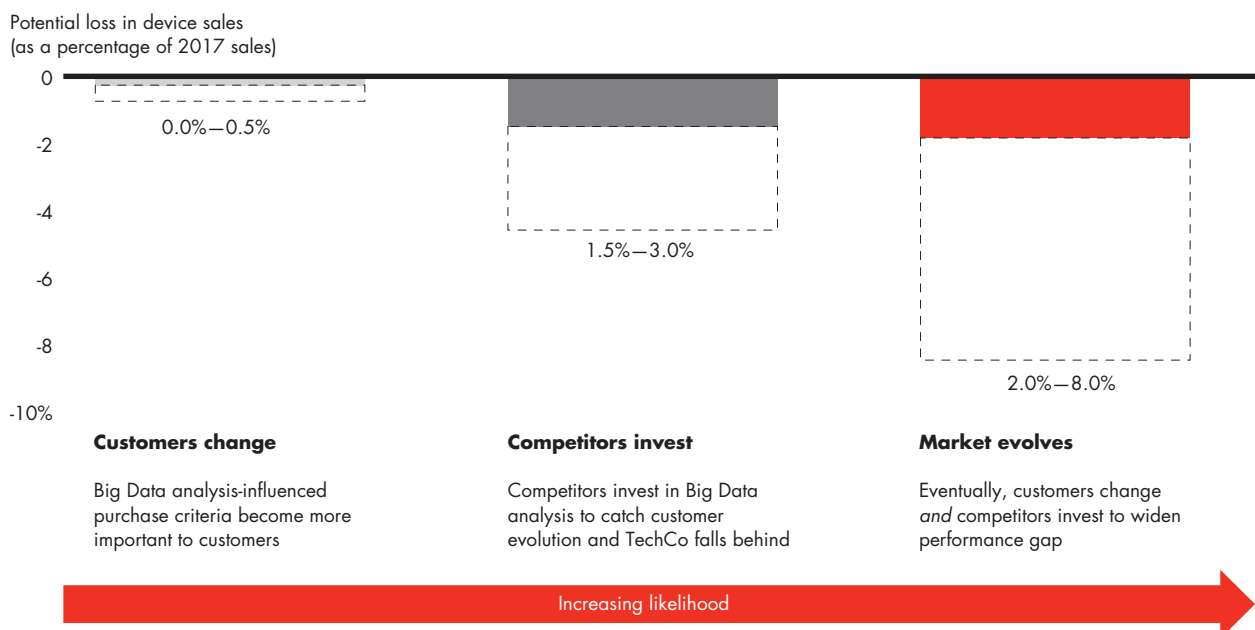 Potential loss in device sales
(as a percentage of 2017 sales)
0
-2
-4
-6
-8
-10%
0.0%—0.5%
1.5%—3.0%
2.0%—8.0%
Customers change
Big Data analysis-influenced
purchase criteria become more
important to customers
Competitors invest
Competitors invest in Big Data
analysis to catch customer
evolution and TechCo falls behind
Market evolves
Eventually, customers change
and competitors invest to widen
performance gap
Increasing likelihood